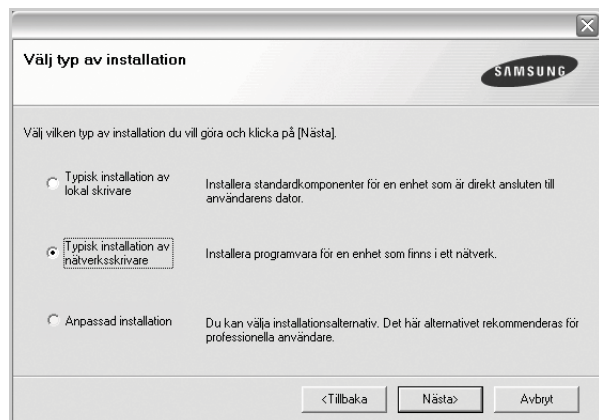 Välj typ av installation
SAMSUNG
Välj vilken typ av installation du vill göra och klicka på [Nästa].
Typisk installation av
lokal skrivare
Installera standardkomponenter för en enhet som är direkt ansluten till
användarens dator.
Typisk installation av
nätverksskrivare
Installera programvara för en enhet som finns i ett nätverk.
Anpassad installation
Du kan välja installationsalternativ. Det här alternativet rekommenderas för
professionella användare.
<Tillbaka
Nästa>
Avbryt